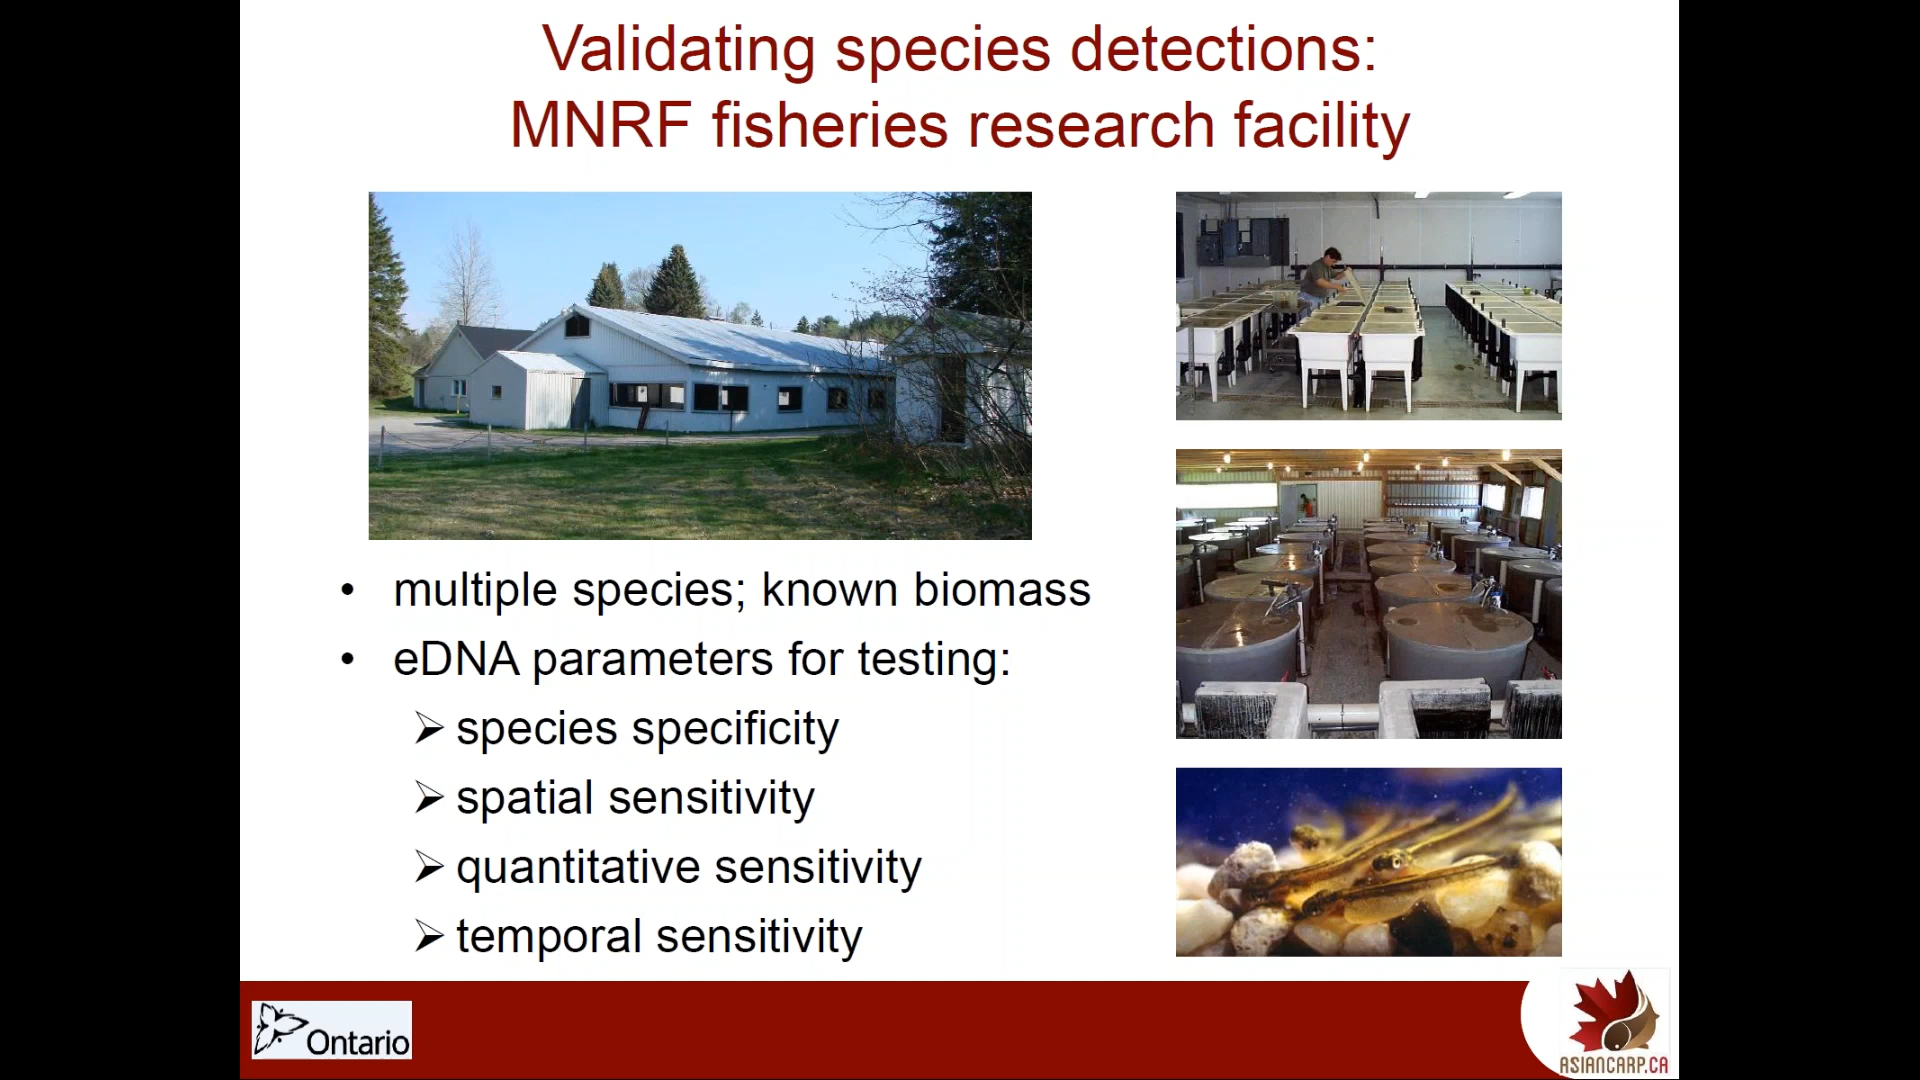 Validating species detections:
MNRF fisheries research facility
• multiple species; known biomass
• eDNA parameters for testing:
➢ species specificity
➢ spatial sensitivity
➢ quantitative sensitivity
➢ temporal sensitivity
Ontario
ASIANCARP.CA